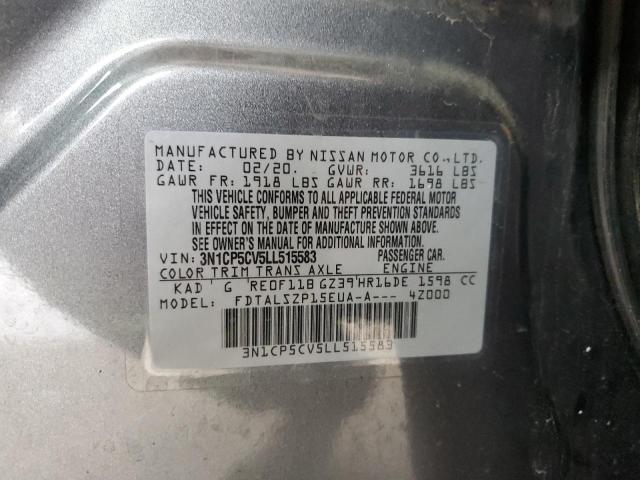 MANUFACTURED BY NISSAN MOTOR CO., LTD.
DATE: 02/20. GVWR: 3616 LBS
GAWR FR: 1918 LBS GAWR RR: 1698 LBS
THIS VEHICLE CONFORMS TO ALL APPLICABLE FEDERAL MOTOR
VEHICLE SAFETY, BUMPER AND THEFT PREVENTION STANDARDS
IN EFFECT ON THE DATE OF MANUFACTURE SHOWN ABOVE.
SEE OWNER'S MANUAL FOR ADDITIONAL INFORMATION.
VIN: 3N1CP5CV5LL515583 PASSENGER CAR.
COLOR TRIM TRANS AXLE ENGINE
KAD G RE0F11B GZ39 HR16DE 1598 CC
MODEL: FDTALSZP15EUA-A--- 4Z000
3N1CP5CV5LL515583